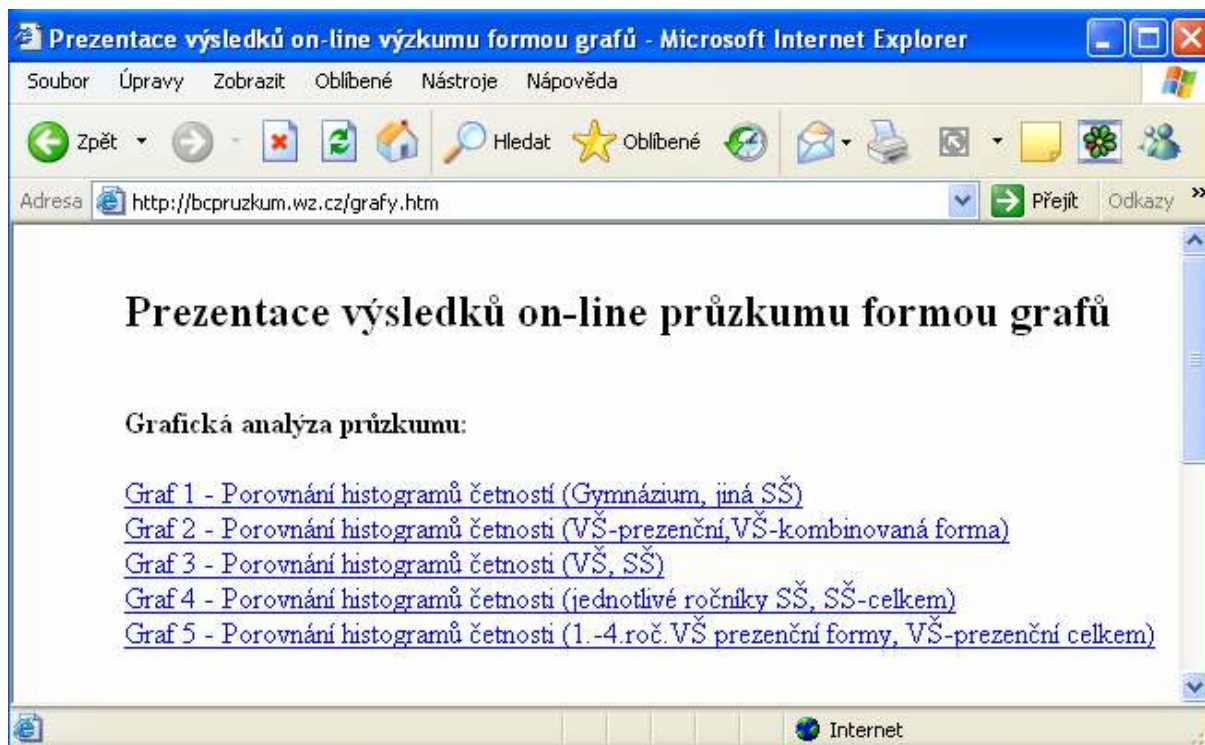 Prezentace výsledků on-line výzkumu formou grafů - Microsoft Internet Explorer
Soubor Úpravy Zobrazit Oblíbené Nástroje Nápověda
Zpět Hledat Oblíbené
Adresa http://bcpruzkum.wz.cz/grafy.htm Přejít Odkazy »
Prezentace výsledků on-line průzkumu formou grafů
Grafická analýza průzkumu:
Graf 1 - Porovnání histogramů četností (Gymnázium, jiná SŠ)
Graf 2 - Porovnání histogramů četnosti (VŠ-prezenční,VŠ-kombinovaná forma)
Graf 3 - Porovnání histogramů četnosti (VŠ, SŠ)
Graf 4 - Porovnání histogramů četnosti (jednotlivé ročníky SŠ, SŠ-celkem)
Graf 5 - Porovnání histogramů četnosti (1.-4.roč.VŠ prezenční formy, VŠ-prezenční celkem)
Internet